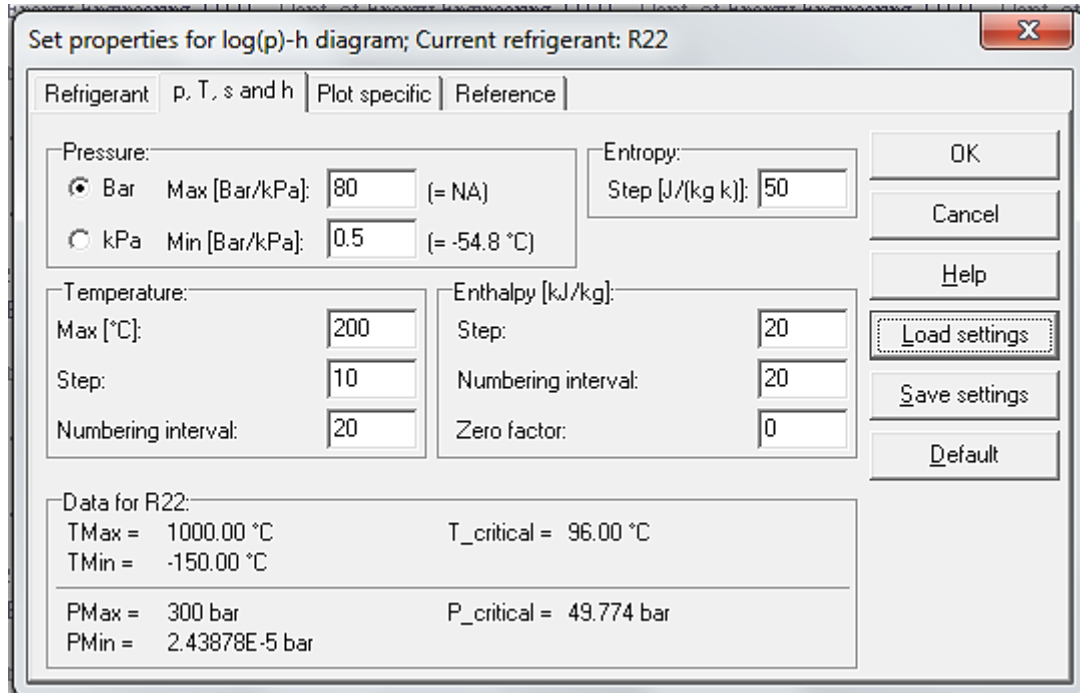 Set properties for log(p)-h diagram; Current refrigerant: R22
Refrigerant p, T, s and h Plot specific Reference
Pressure:
Bar Max [Bar/kPa]: 80 (= NA)
kPa Min [Bar/kPa]: 0.5 (= -54.8 °C)
Entropy:
Step [J/(kg k)]: 50
Temperature:
Max [°C]: 200
Step: 10
Numbering interval: 20
Enthalpy [kJ/kg]:
Step: 20
Numbering interval: 20
Zero factor: 0
Data for R22:
TMax = 1000.00 °C T_critical = 96.00 °C
TMin = -150.00 °C
PMax = 300 bar P_critical = 49.774 bar
PMin = 2.43878E-5 bar
OK
Cancel
Help
Load settings
Save settings
Default